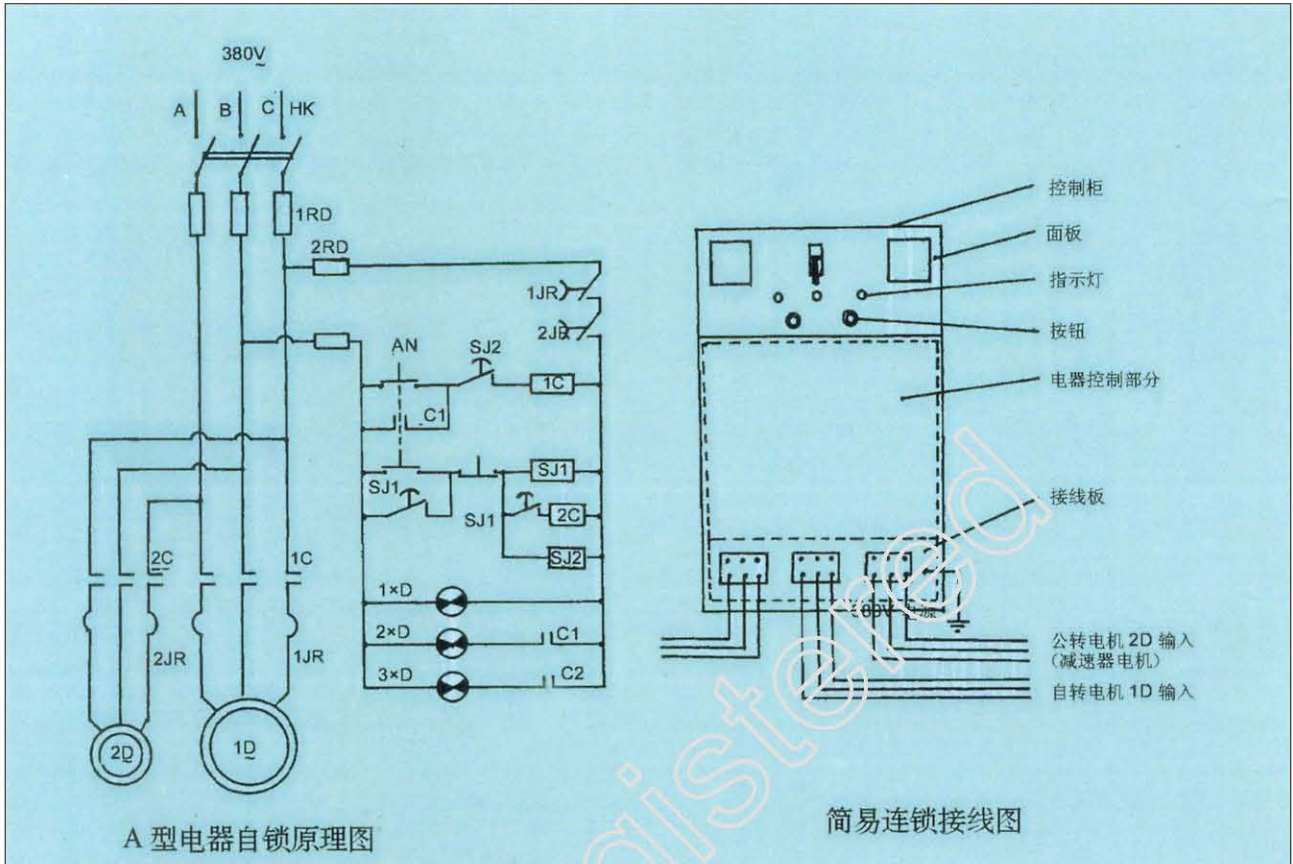 380V
~
A
B
C
HK
1RD
2RD
1JR
2JR
AN
SJ2
1C
C1
SJ1
SJ1
SJ1
2C
SJ2
2C
1C
1×D
2×D
C1
3×D
C2
2JR
1JR
2D
~
1D
~
A 型电器自锁原理图
控制柜
面板
指示灯
按钮
电器控制部分
接线板
公转电机 2D 输入
(减速器电机)
自转电机 1D 输入
简易连锁接线图
gistered